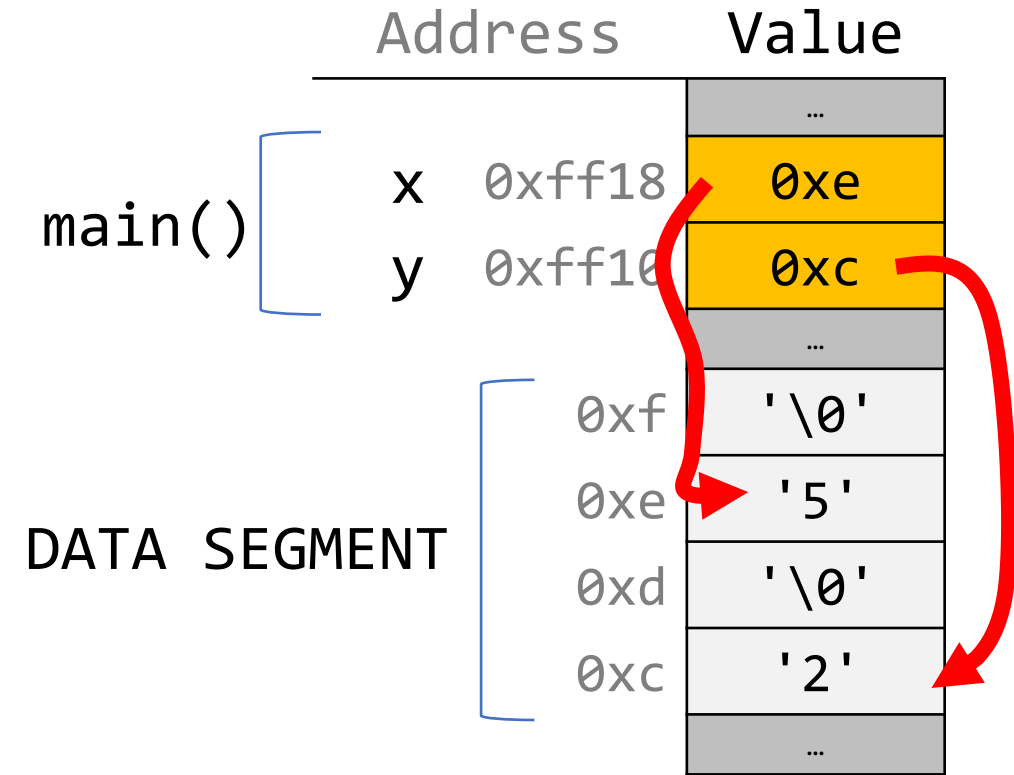 Address Value
…
x 0xff18 0xe
main()
y 0xff10 0xc
…
0xf '\0'
0xe '5'
DATA SEGMENT
0xd '\0'
0xc '2'
…